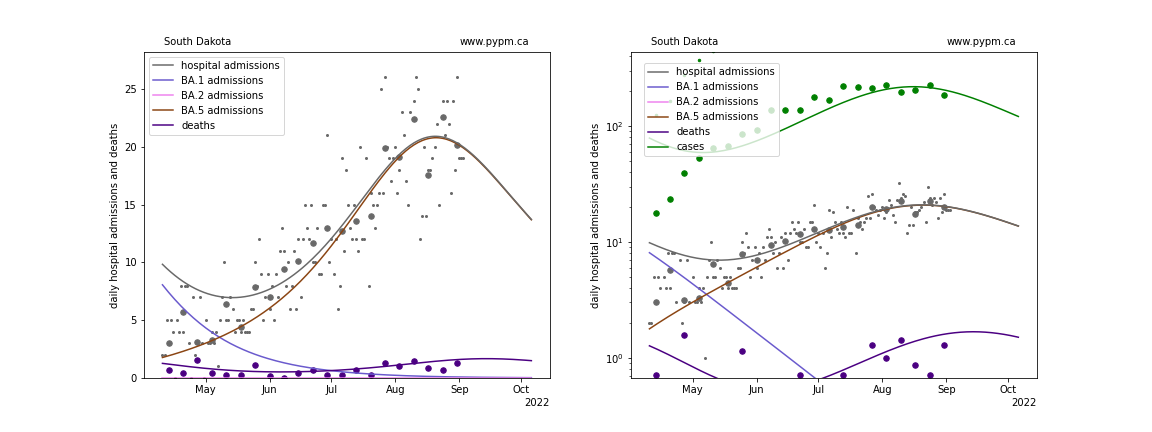 South Dakota
www.pypm.ca
hospital admissions
BA.1 admissions
BA.2 admissions
BA.5 admissions
deaths
daily hospital admissions and deaths
25
20
15
10
5
0
May
Jun
Jul
Aug
Sep
Oct
2022
South Dakota
www.pypm.ca
hospital admissions
BA.1 admissions
BA.2 admissions
BA.5 admissions
deaths
cases
daily hospital admissions and deaths
10²
10¹
10⁰
May
Jun
Jul
Aug
Sep
Oct
2022